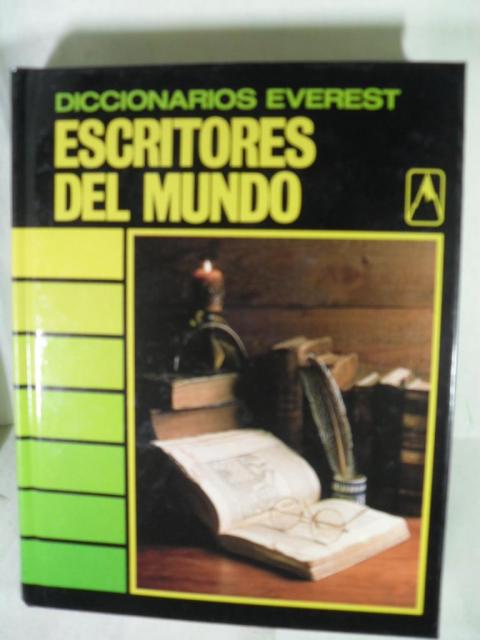 DICCIONARIOS EVEREST
ESCRITORES
DEL MUNDO